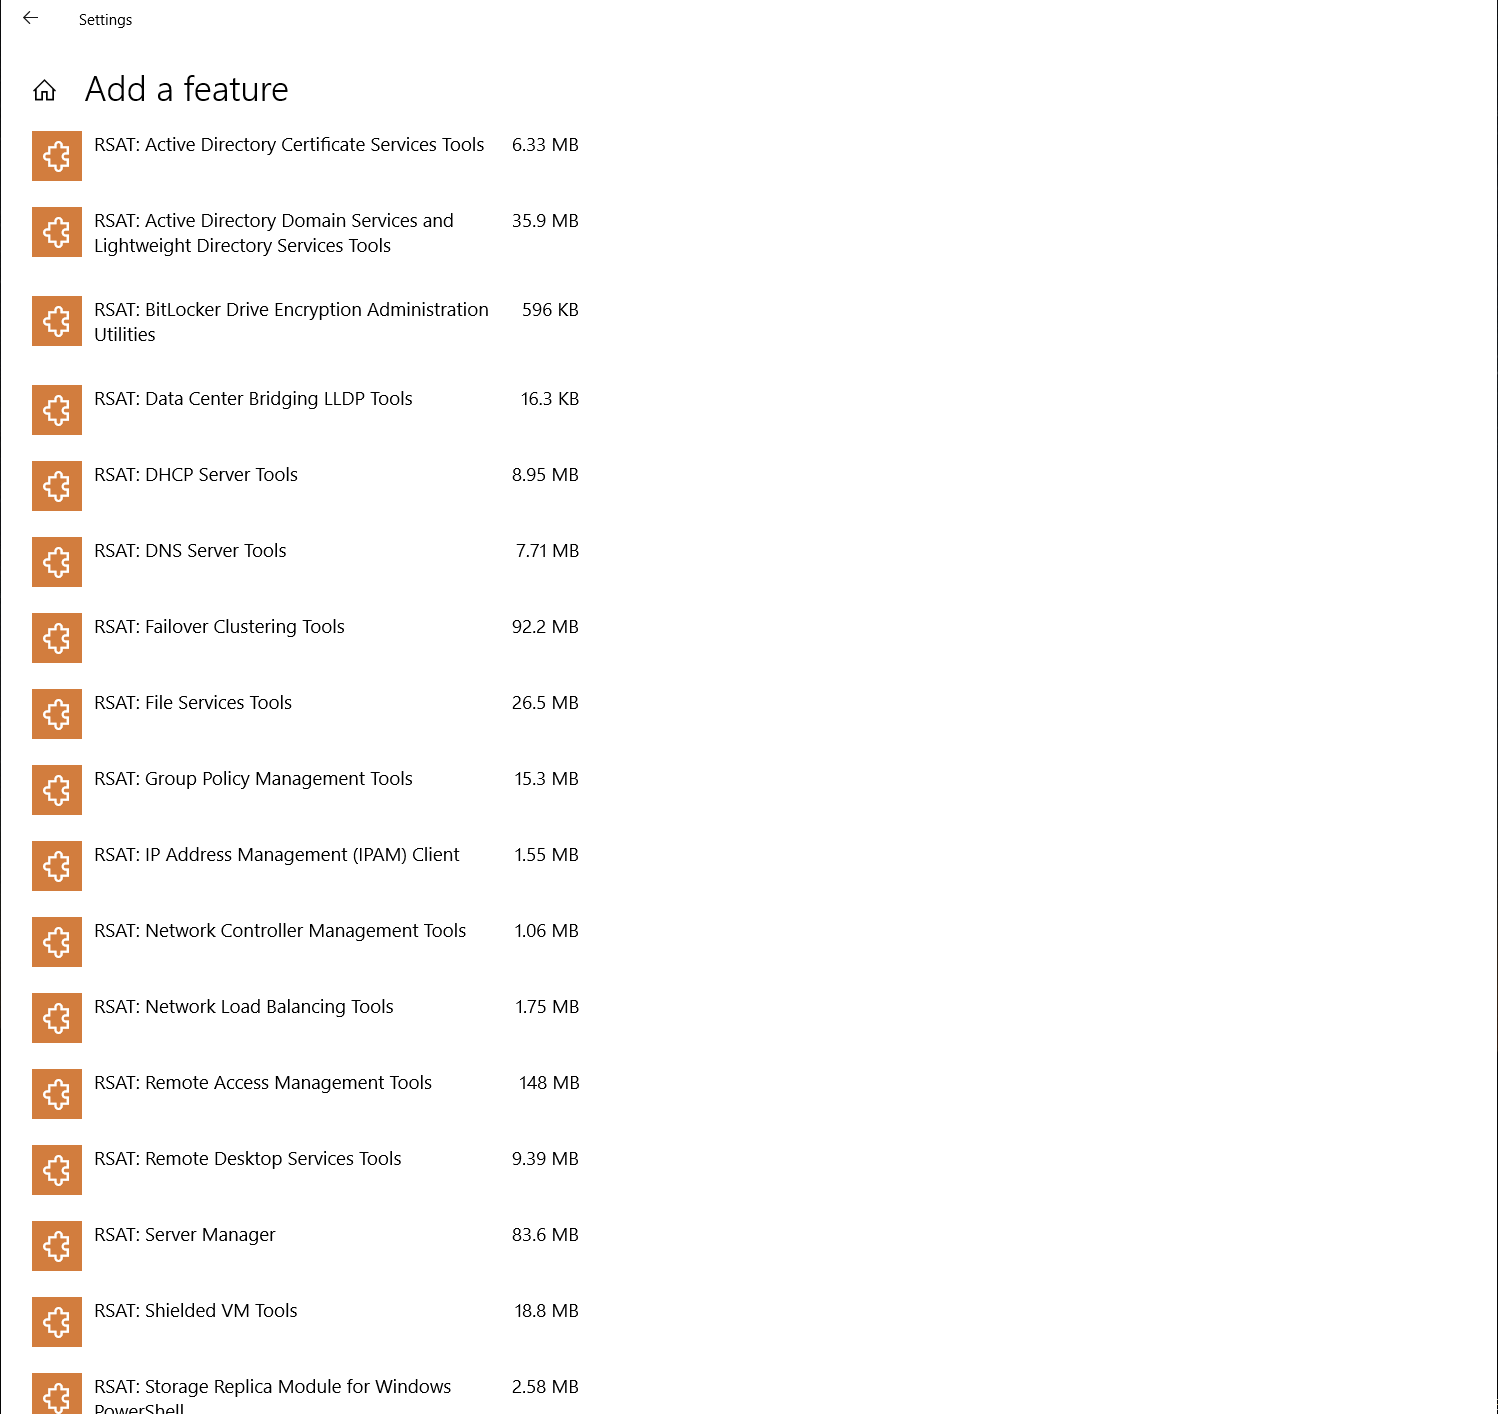 Settings
Add a feature
RSAT: Active Directory Certificate Services Tools 6.33 MB
RSAT: Active Directory Domain Services and 35.9 MB
Lightweight Directory Services Tools
RSAT: BitLocker Drive Encryption Administration 596 KB
Utilities
RSAT: Data Center Bridging LLDP Tools 16.3 KB
RSAT: DHCP Server Tools 8.95 MB
RSAT: DNS Server Tools 7.71 MB
RSAT: Failover Clustering Tools 92.2 MB
RSAT: File Services Tools 26.5 MB
RSAT: Group Policy Management Tools 15.3 MB
RSAT: IP Address Management (IPAM) Client 1.55 MB
RSAT: Network Controller Management Tools 1.06 MB
RSAT: Network Load Balancing Tools 1.75 MB
RSAT: Remote Access Management Tools 148 MB
RSAT: Remote Desktop Services Tools 9.39 MB
RSAT: Server Manager 83.6 MB
RSAT: Shielded VM Tools 18.8 MB
RSAT: Storage Replica Module for Windows 2.58 MB
PowerShell